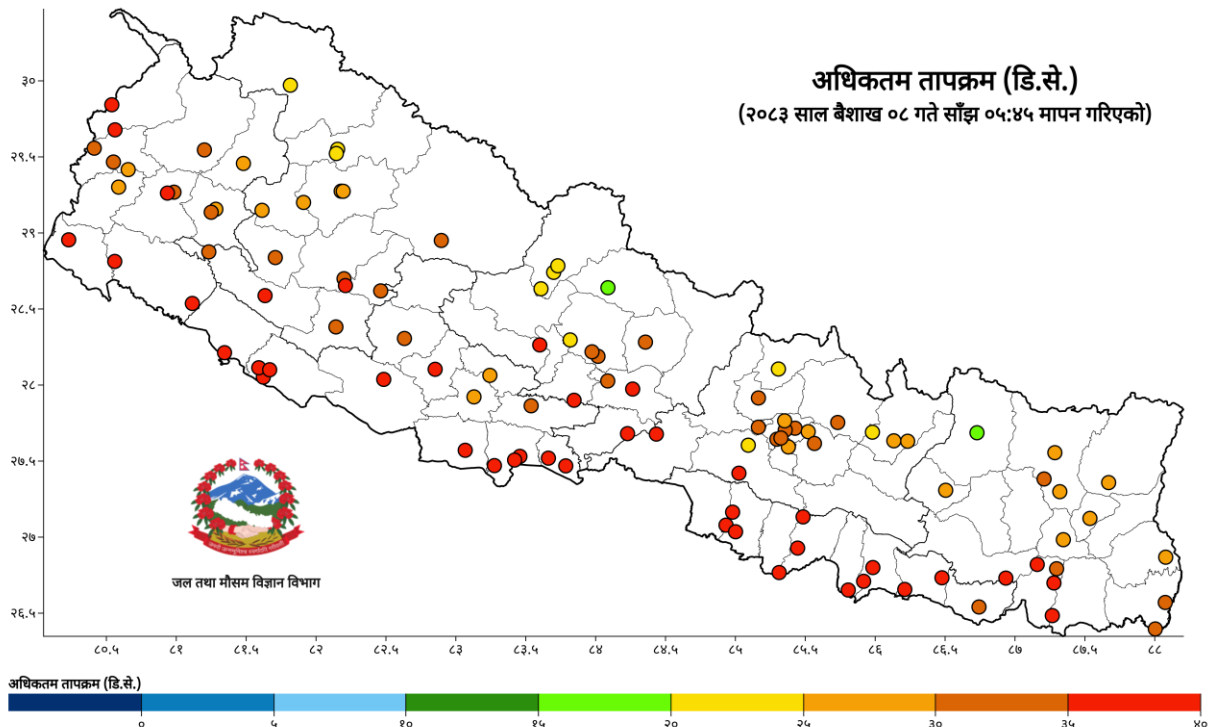 अधिकतम तापक्रम (डि.से.)
(२०८३ साल बैशाख ०८ गते साँझ ०५:४५ मापन गरिएको)
३०
२९.५
२९
२८.५
२८
२७.५
२७
२६.५
जल तथा मौसम विज्ञान विभाग
८०.५ ८१ ८१.५ ८२ ८२.५ ८३ ८३.५ ८४ ८४.५ ८५ ८५.५ ८६ ८६.५ ८७ ८७.५ ८८
अधिकतम तापक्रम (डि.से.)
० ५ १० १५ २० २५ ३० ३५ ४०